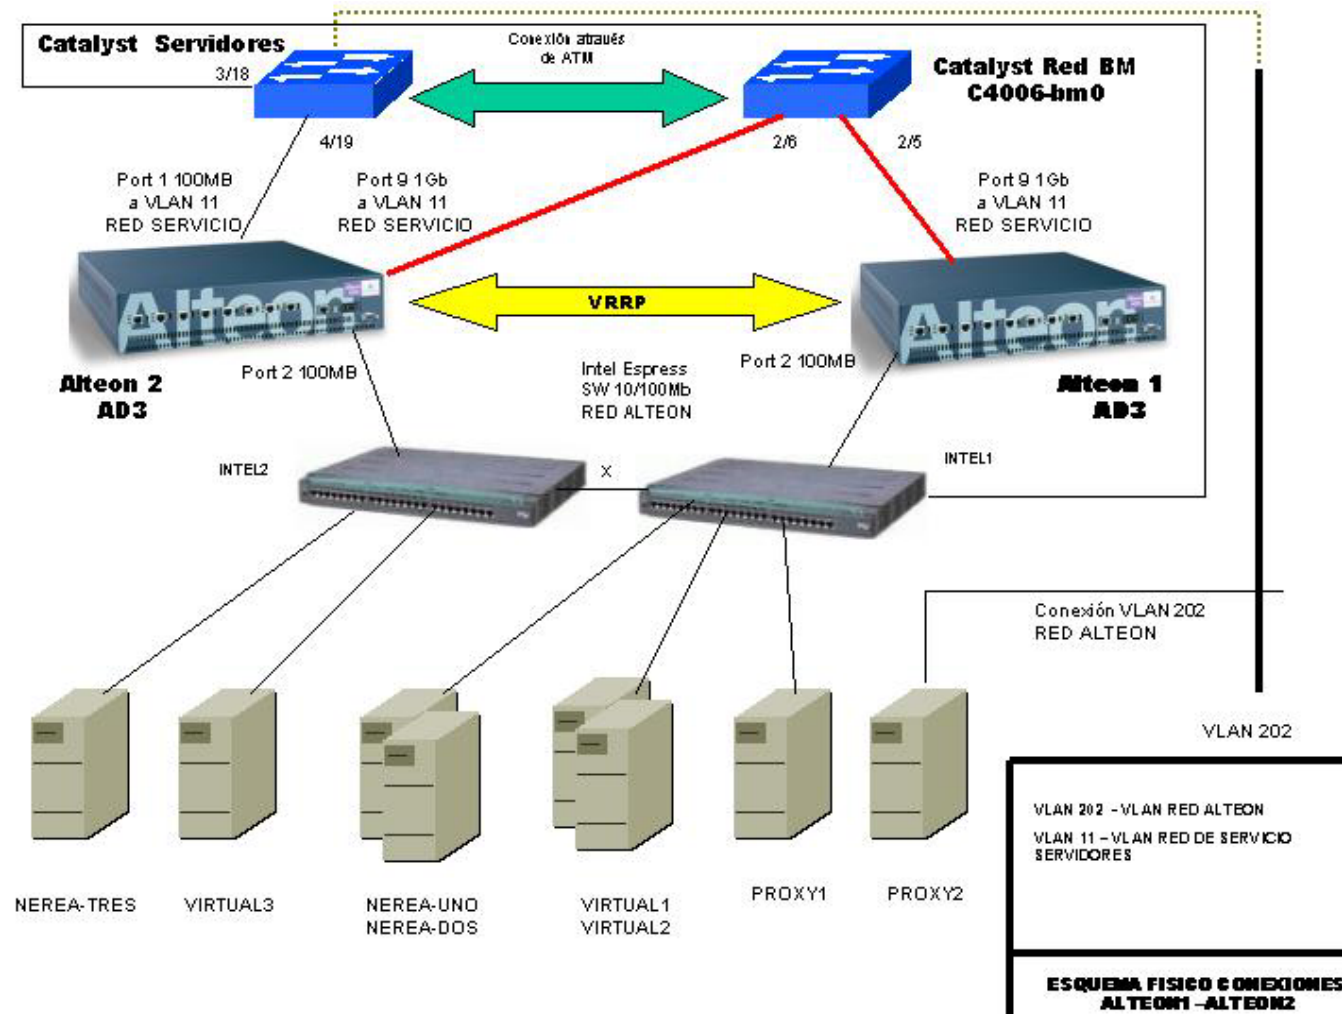 Catalyst Servidores
3/18
Conexión através
de ATM
Catalyst Red BM
C4006-bm0
4/19
2/6
2/5
Port 1 100MB
a VLAN 11
RED SERVICIO
Port 9 1Gb
a VLAN 11
RED SERVICIO
Port 9 1Gb
a VLAN 11
RED SERVICIO
Alteon
VRRP
Alteon
Alteon 2
AD3
Port 2 100MB
Intel Espress
SW 10/100Mb
RED ALTEON
Port 2 100MB
Alteon 1
AD3
INTEL2
X
INTEL1
Conexión VLAN 202
RED ALTEON
VLAN 202
VLAN 202 - VLAN RED ALTEON
VLAN 11 - VLAN RED DE SERVICIO
SERVIDORES
NEREA-TRES
VIRTUAL3
NEREA-UNO
NEREA-DOS
VIRTUAL1
VIRTUAL2
PROXY1
PROXY2
ESQUEMA FISICO CONEXIONES
ALTEON1 -ALTEON2